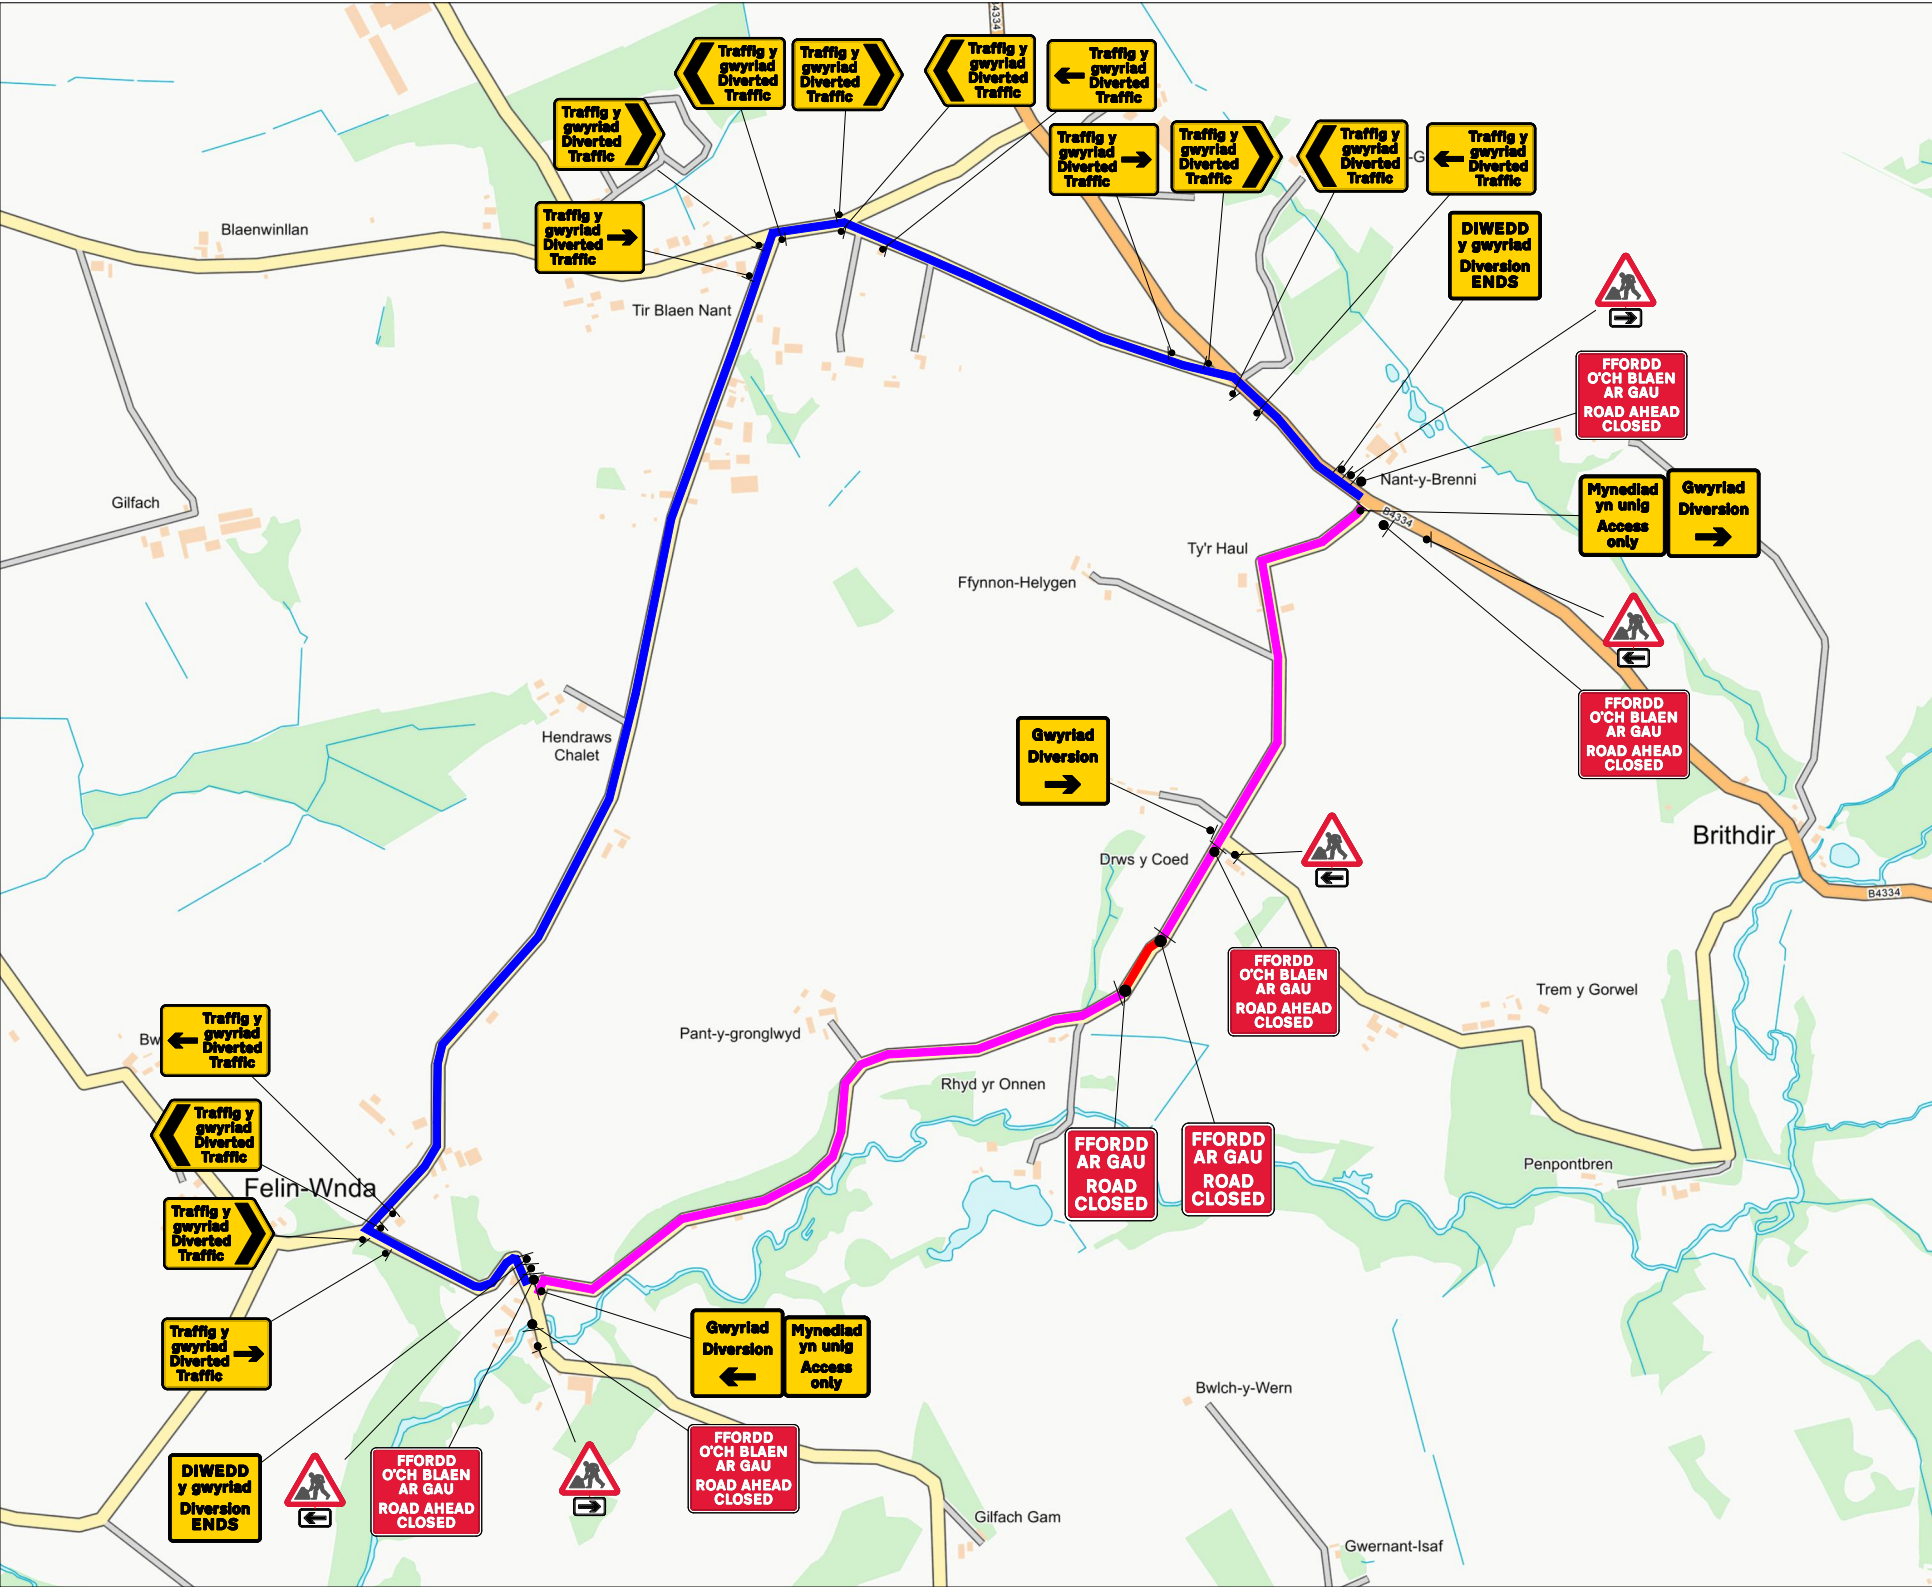 B4334
Traffig y
gwyriad
Diverted
Traffic
Traffig y
gwyriad
Diverted
Traffic
Traffig y
gwyriad
Diverted
Traffic
Traffig y
gwyriad
Diverted
Traffic
Traffig y
gwyriad
Diverted
Traffic
Traffig y
gwyriad
Diverted
Traffic
Traffig y
gwyriad
Diverted
Traffic
Traffig y
gwyriad
Diverted
Traffic
-G
Traffig y
gwyriad
Diverted
Traffic
Traffig y
gwyriad
Diverted
Traffic
Blaenwinllan
DIWEDD
y gwyriad
Diversion
ENDS
Tir Blaen Nant
FFORDD
O'CH BLAEN
AR GAU
ROAD AHEAD
CLOSED
Nant-y-Brenni
Gilfach
Mynediad
yn unig
Access
only
Gwyriad
Diversion
B4334
Ty'r Haul
Ffynnon-Helygen
FFORDD
O'CH BLAEN
AR GAU
ROAD AHEAD
CLOSED
Hendraws
Chalet
Gwyriad
Diversion
Brithdir
Drws y Coed
B4334
FFORDD
O'CH BLAEN
AR GAU
ROAD AHEAD
CLOSED
Trem y Gorwel
Traffig y
gwyriad
Diverted
Traffic
Bw
Pant-y-gronglwyd
Rhyd yr Onnen
Traffig y
gwyriad
Diverted
Traffic
FFORDD
AR GAU
ROAD
CLOSED
FFORDD
AR GAU
ROAD
CLOSED
Penpontbren
Felin-Wnda
Traffig y
gwyriad
Diverted
Traffic
Traffig y
gwyriad
Diverted
Traffic
Gwyriad
Diversion
Mynediad
yn unig
Access
only
Bwlch-y-Wern
DIWEDD
y gwyriad
Diversion
ENDS
FFORDD
O'CH BLAEN
AR GAU
ROAD AHEAD
CLOSED
FFORDD
O'CH BLAEN
AR GAU
ROAD AHEAD
CLOSED
Gilfach Gam
Gwernant-Isaf